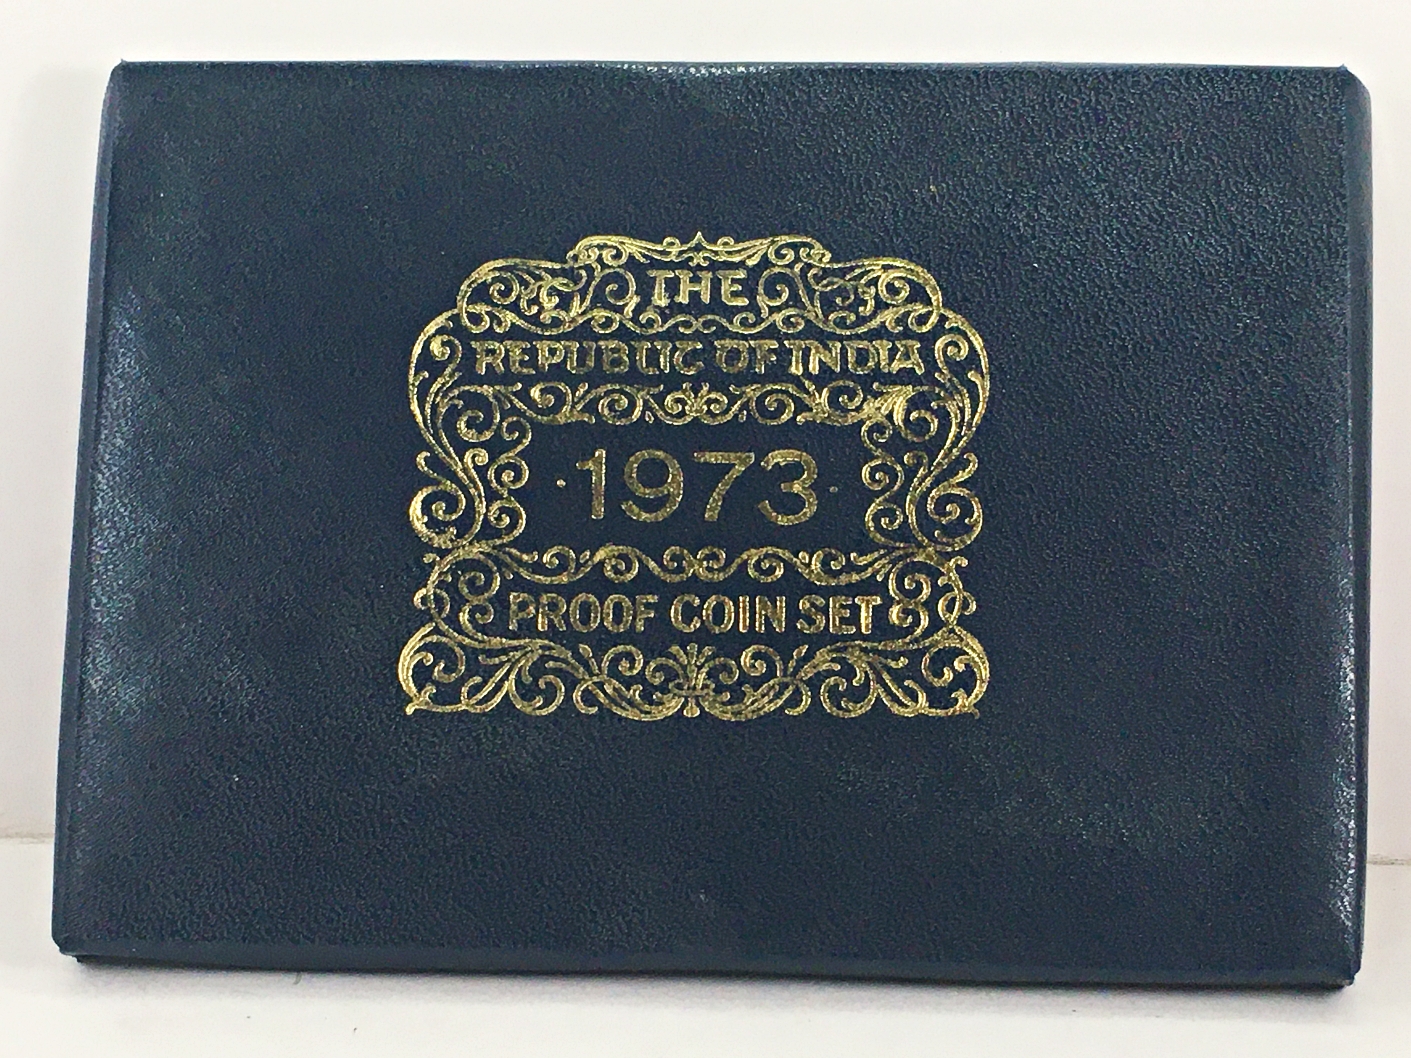 THE
REPUBLIC OF INDIA
·1973·
PROOF COIN SET